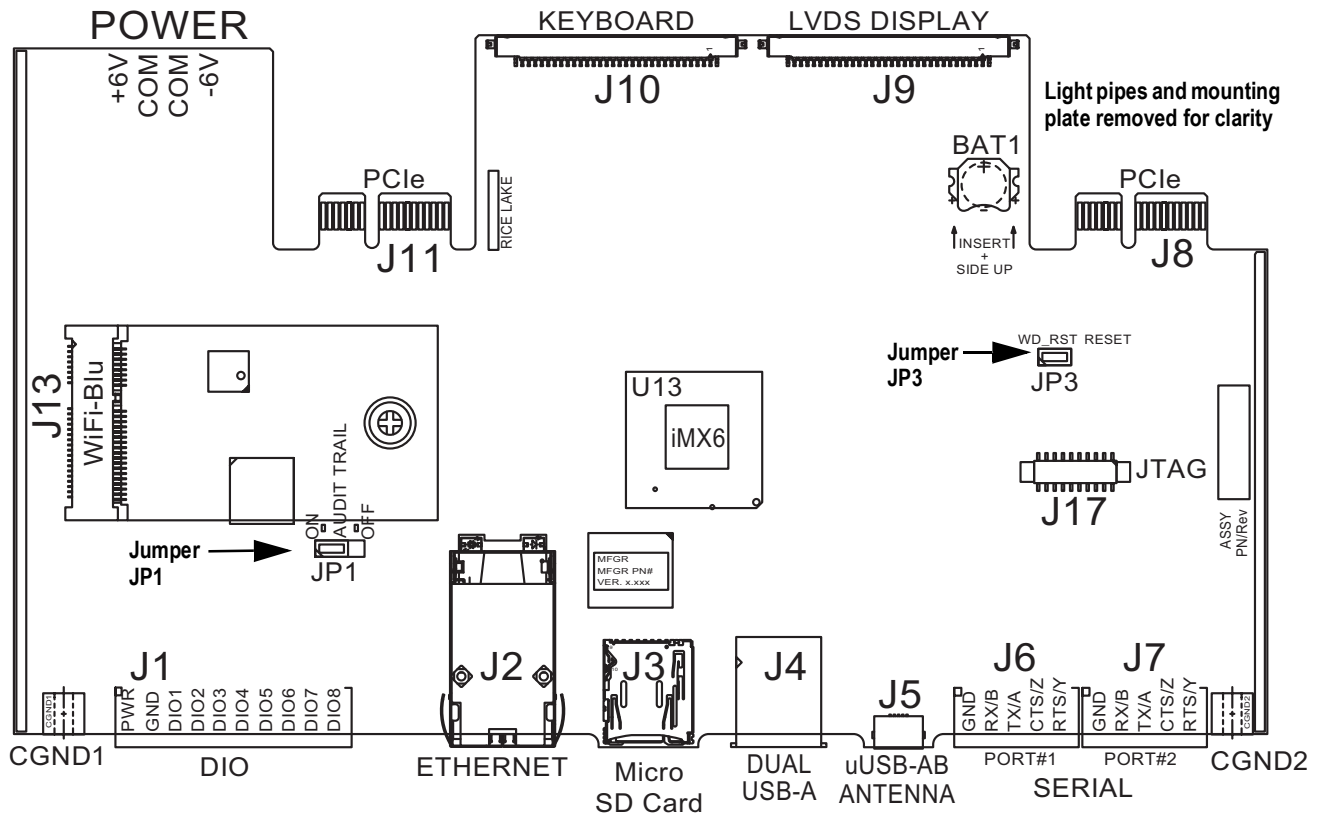 POWER
+6V
COM
COM
-6V
KEYBOARD
J10
1
LVDS DISPLAY
J9
1
Light pipes and mounting
plate removed for clarity
BAT1
+
-
+
+
INSERT
+
SIDE UP
PCIe
J11
RICE LAKE
PCIe
J8
J13
WiFi-Blu
ON
AUDIT TRAIL
OFF
Jumper
JP1
JP1
U13
iMX6
WD_RST RESET
Jumper
JP3
JP3
JTAG
J17
ASSY
PN/Rev
MFGR
MFGR PN#
VER. x.xxx
CGND1
CGND1
J1
PWR
GND
DIO1
DIO2
DIO3
DIO4
DIO5
DIO6
DIO7
DIO8
DIO
J2
ETHERNET
J3
Micro
SD Card
J4
DUAL
USB-A
J5
uUSB-AB
ANTENNA
J6
GND
RX/B
TX/A
CTS/Z
RTS/Y
PORT#1
J7
GND
RX/B
TX/A
CTS/Z
RTS/Y
PORT#2
SERIAL
CGND2
CGND2